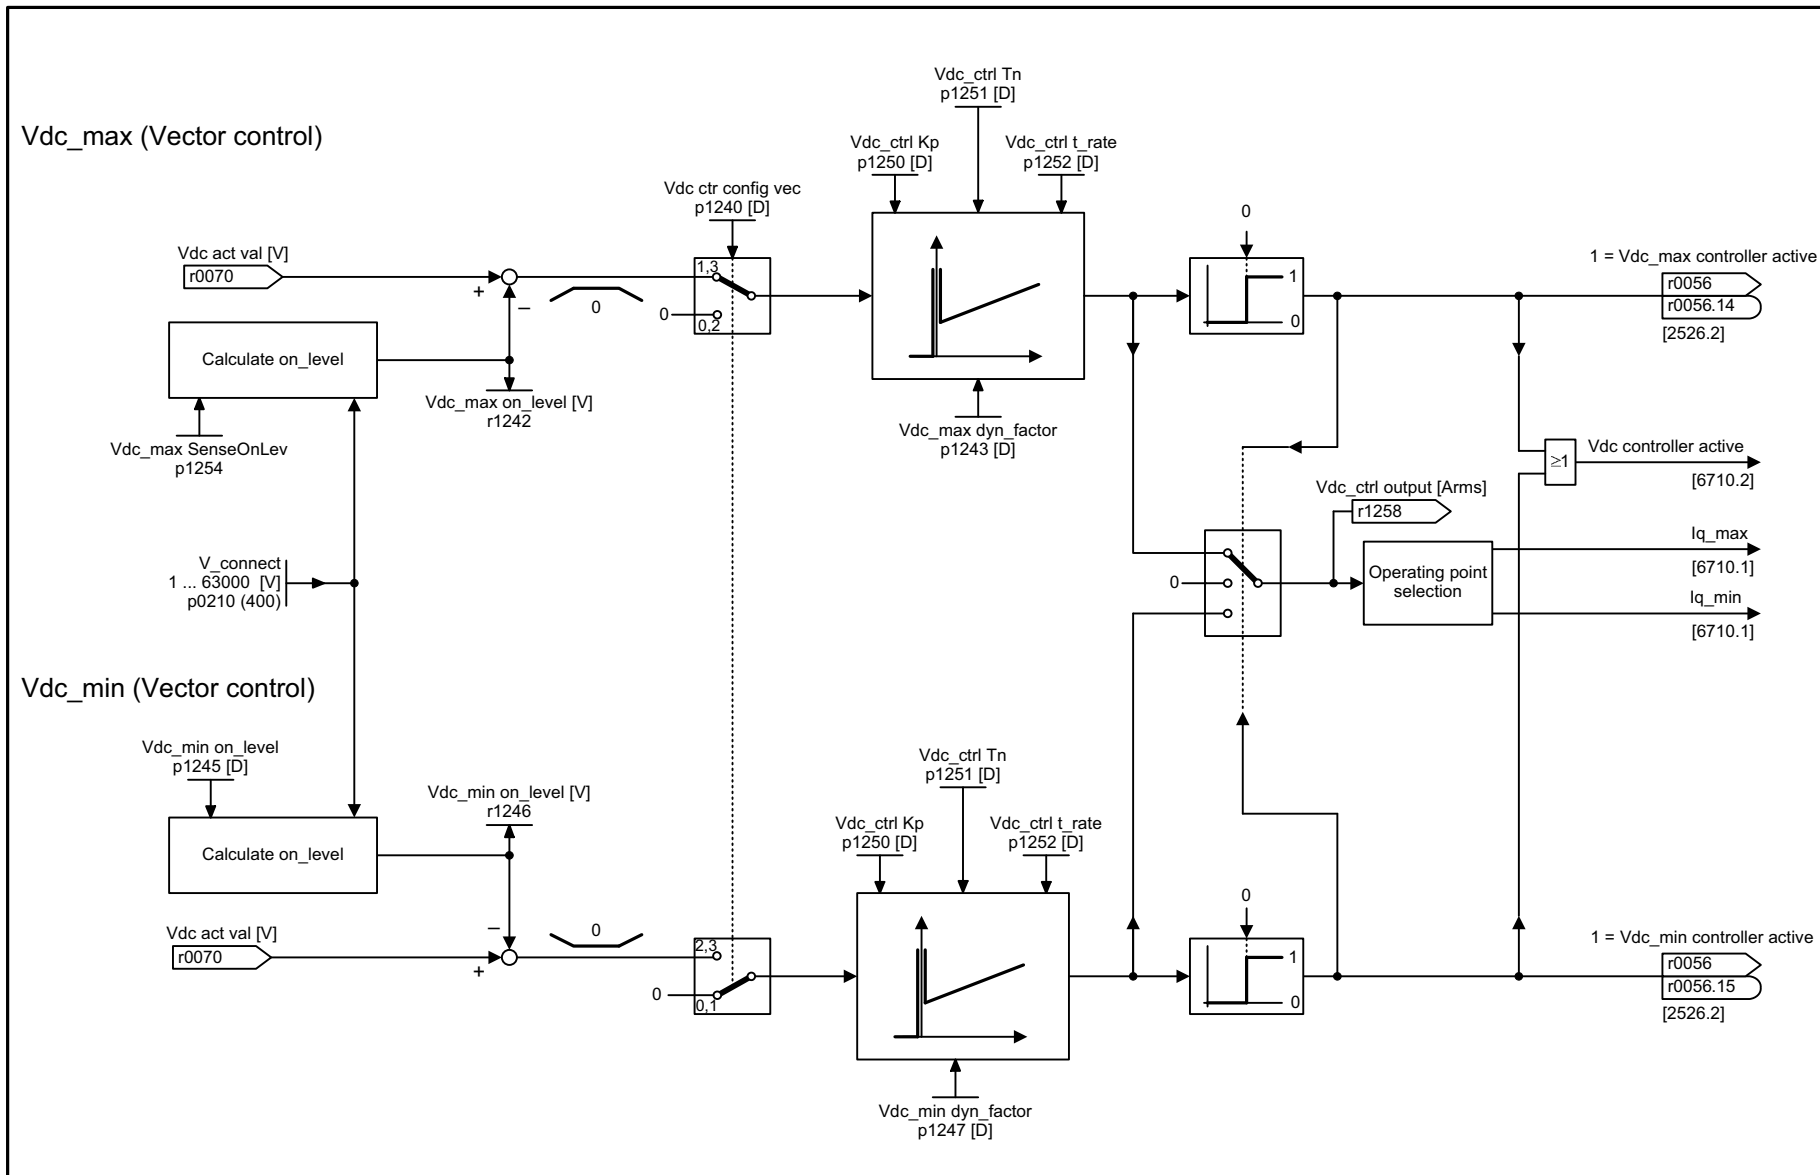 Vdc_ctrl Tn
p1251 [D]
Vdc_max (Vector control)
Vdc_ctrl Kp
p1250 [D]
Vdc_ctrl t_rate
p1252 [D]
Vdc ctr config vec
p1240 [D]
0
Vdc act val [V]
r0070
+
–
0
1,3
0
0,2
1
0
1 = Vdc_max controller active
r0056
r0056.14
[2526.2]
Calculate on_level
Vdc_max on_level [V]
r1242
Vdc_max SenseOnLev
p1254
Vdc_max dyn_factor
p1243 [D]
≥1
Vdc controller active
[6710.2]
Vdc_ctrl output [Arms]
r1258
V_connect
1 ... 63000 [V]
p0210 (400)
0
Operating point
selection
Iq_max
[6710.1]
Iq_min
[6710.1]
Vdc_min (Vector control)
Vdc_min on_level
p1245 [D]
Vdc_min on_level [V]
r1246
Vdc_ctrl Tn
p1251 [D]
Vdc_ctrl Kp
p1250 [D]
Vdc_ctrl t_rate
p1252 [D]
Calculate on_level
0
Vdc act val [V]
r0070
–
+
0
2,3
0
0,1
1
0
1 = Vdc_min controller active
r0056
r0056.15
[2526.2]
Vdc_min dyn_factor
p1247 [D]